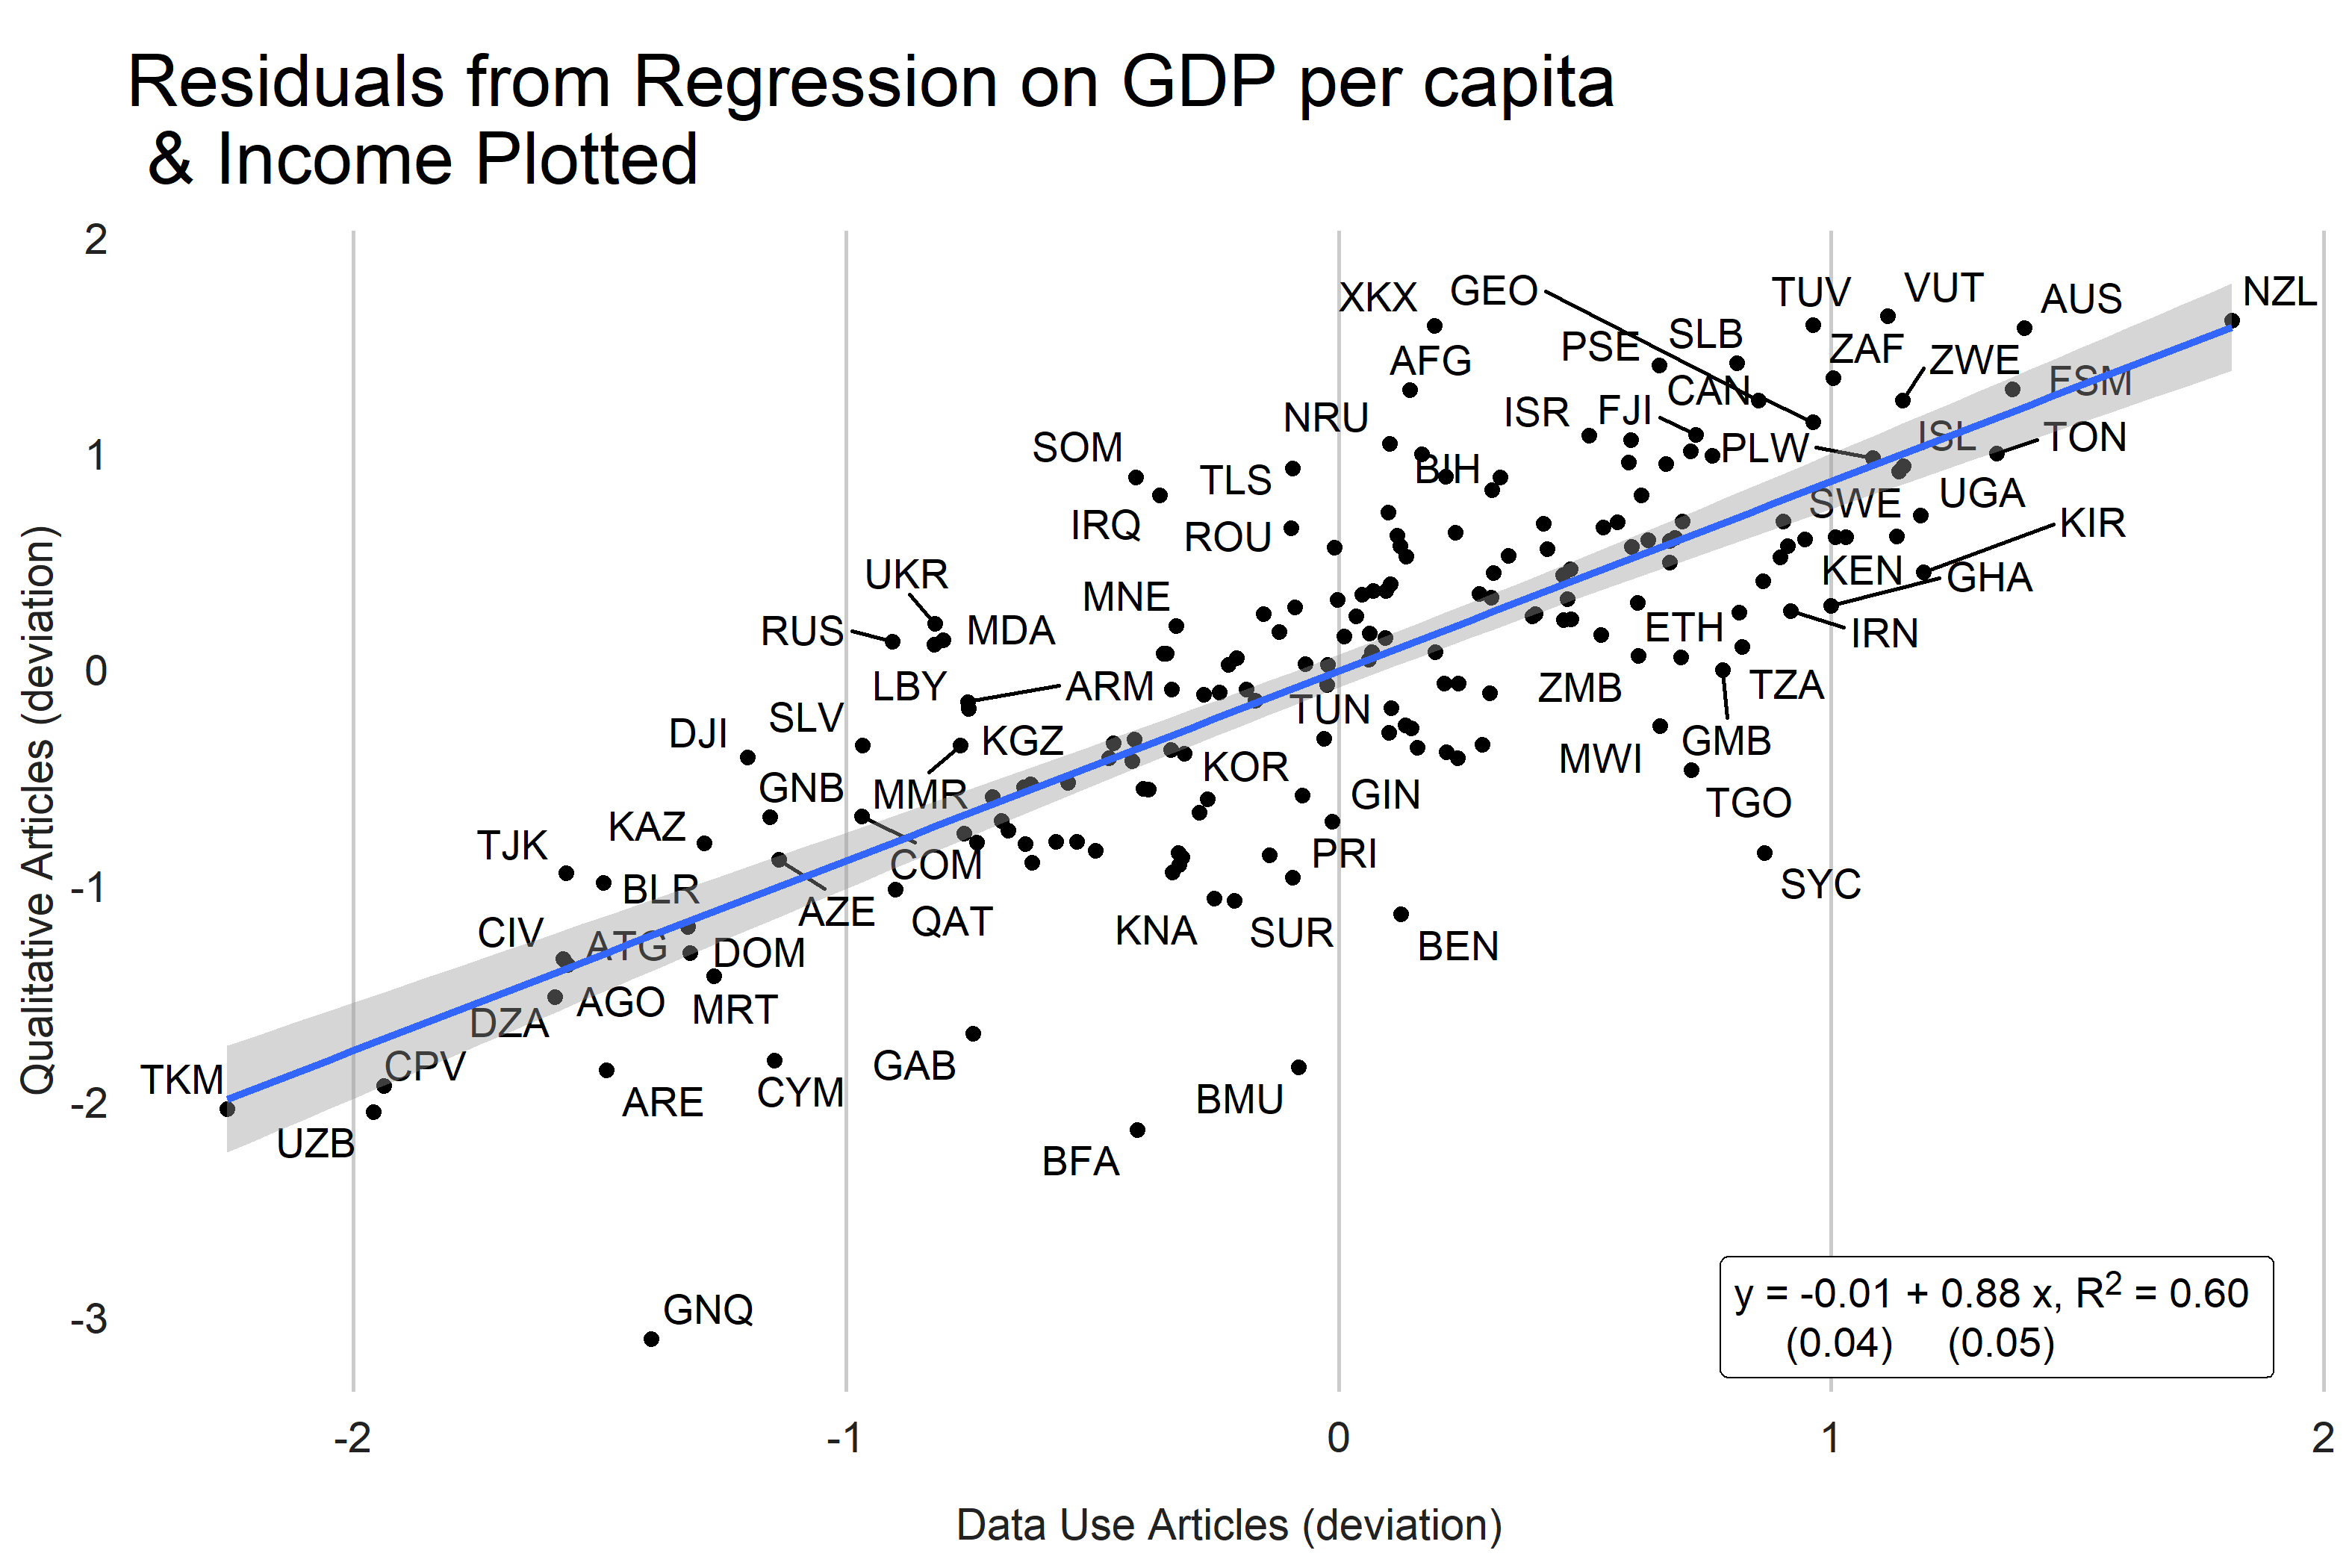 Residuals from Regression on GDP per capita
& Income Plotted
2
1
0
-1
-2
-3
Qualitative Articles (deviation)
XKX
GEO
TUV
VUT
AUS
NZL
PSE
SLB
ZAF
ZWE
AFG
CAN
FSM
NRU
ISR
FJI
SOM
PLW
ISL
TON
TLS
BIH
IRQ
ROU
SWE
UGA
KIR
UKR
MNE
KEN
GHA
RUS
MDA
ETH
IRN
LBY
ARM
ZMB
TZA
DJI
SLV
KGZ
TUN
GMB
GNB
MMR
KOR
GIN
MWI
TGO
TJK
KAZ
COM
PRI
BLR
AZE
QAT
KNA
SUR
SYC
CIV
ATG
DOM
BEN
DZA
AGO
MRT
TKM
CPV
ARE
CYM
GAB
BMU
UZB
BFA
GNQ
y = -0.01 + 0.88 x, R2 = 0.60
(0.04) (0.05)
-2 -1 0 1 2
Data Use Articles (deviation)